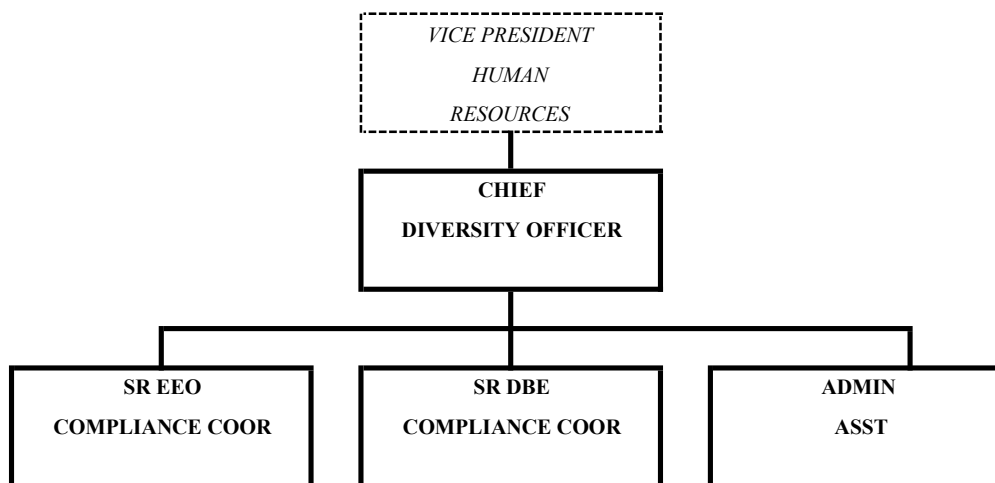 VICE PRESIDENT
HUMAN
RESOURCES
CHIEF
DIVERSITY OFFICER
SR EEO
COMPLIANCE COOR
SR DBE
COMPLIANCE COOR
ADMIN
ASST